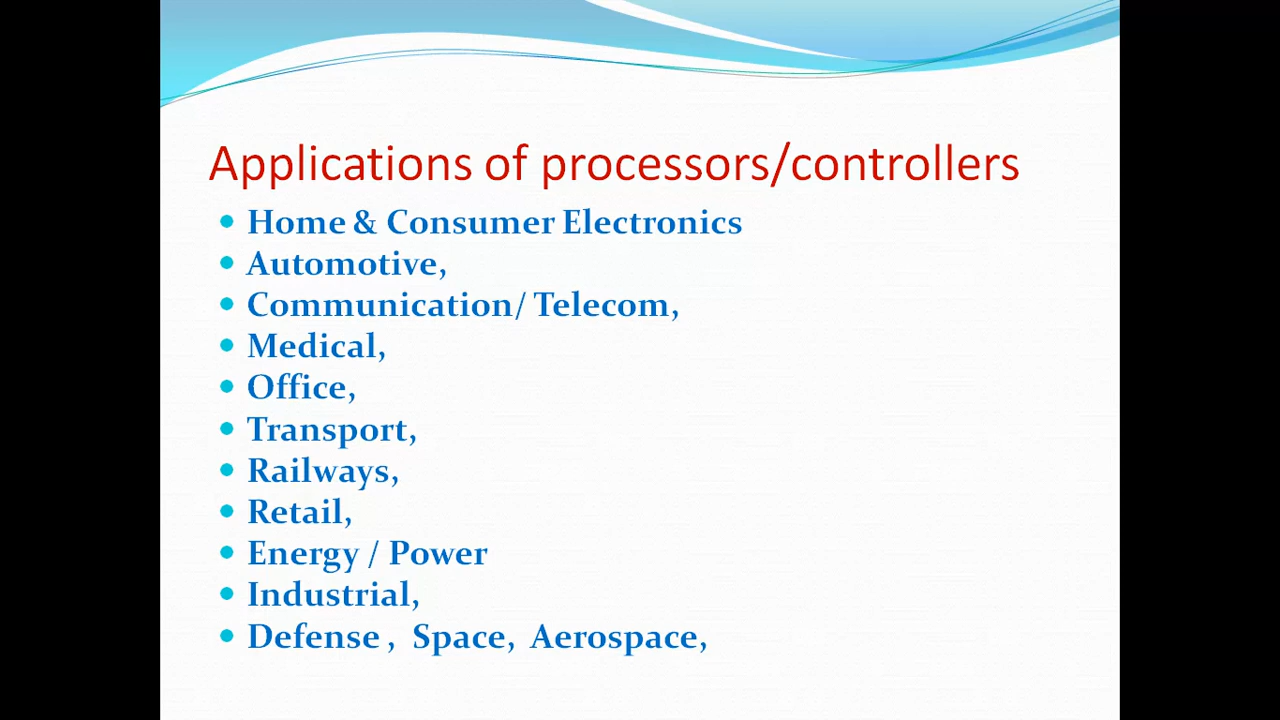 Applications of processors/controllers
Home & Consumer Electronics
Automotive,
Communication/ Telecom,
Medical,
Office,
Transport,
Railways,
Retail,
Energy / Power
Industrial,
Defense , Space, Aerospace,